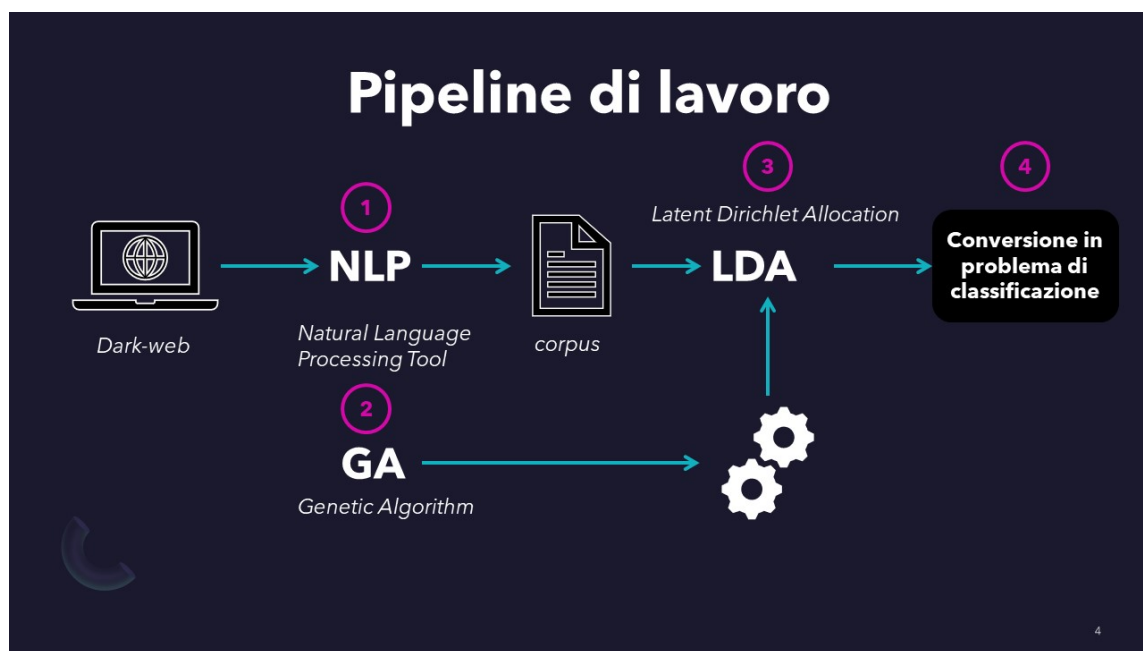 Pipeline di lavoro
1
NLP
Natural Language
Processing Tool
Dark-web
corpus
3
Latent Dirichlet Allocation
LDA
4
Conversione in
problema di
classificazione
2
GA
Genetic Algorithm
4